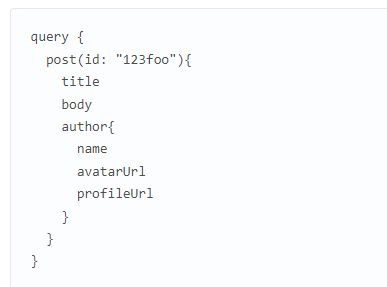 query {
  post(id: "123foo"){
    title
    body
    author{
      name
      avatarUrl
      profileUrl
    }
  }
}